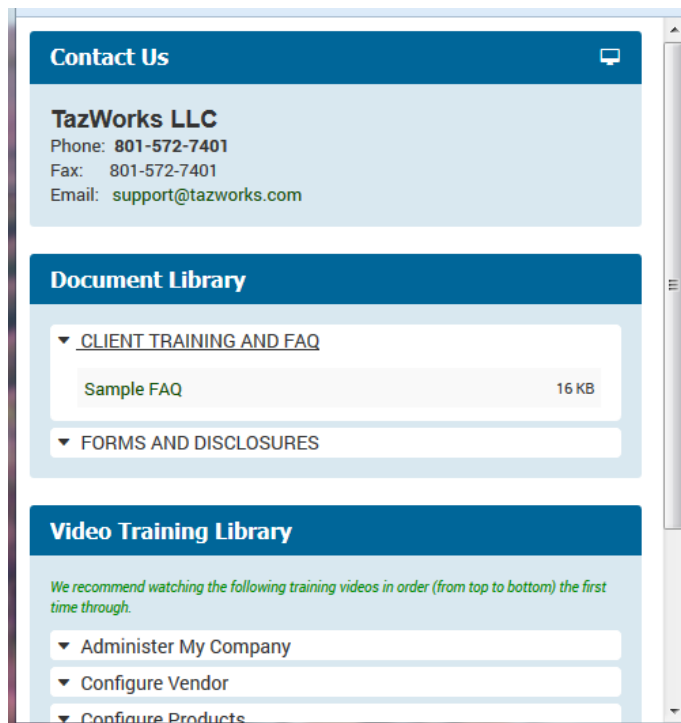 Contact Us
TazWorks LLC
Phone: 801-572-7401
Fax: 801-572-7401
Email: support@tazworks.com
Document Library
CLIENT TRAINING AND FAQ
Sample FAQ 16 KB
FORMS AND DISCLOSURES
Video Training Library
We recommend watching the following training videos in order (from top to bottom) the first
time through.
Administer My Company
Configure Vendor
Configure Products